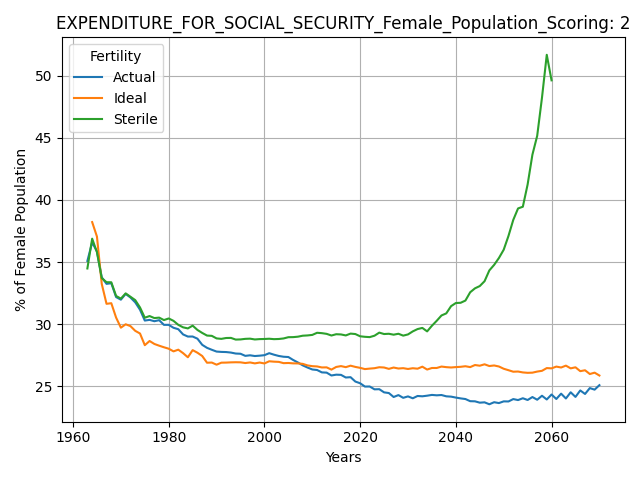 EXPENDITURE_FOR_SOCIAL_SECURITY_Female_Population_Scoring: 2
Fertility
Actual
Ideal
Sterile
50
45
40
35
30
25
% of Female Population
1960
1980
2000
2020
2040
2060
Years